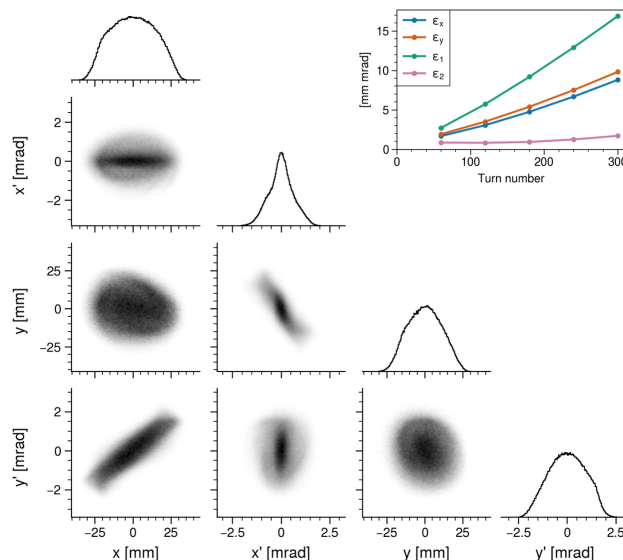 [mm mrad]
15
10
5
0
εx
εy
ε1
ε2
0 100 200 300
Turn number
x' [mrad]
2
0
−2
y [mm]
25
0
−25
y' [mrad]
2
0
−2
−25 0 25
x [mm]
−2.5 0.0 2.5
x' [mrad]
−25 0 25
y [mm]
−2.5 0.0 2.5
y' [mrad]